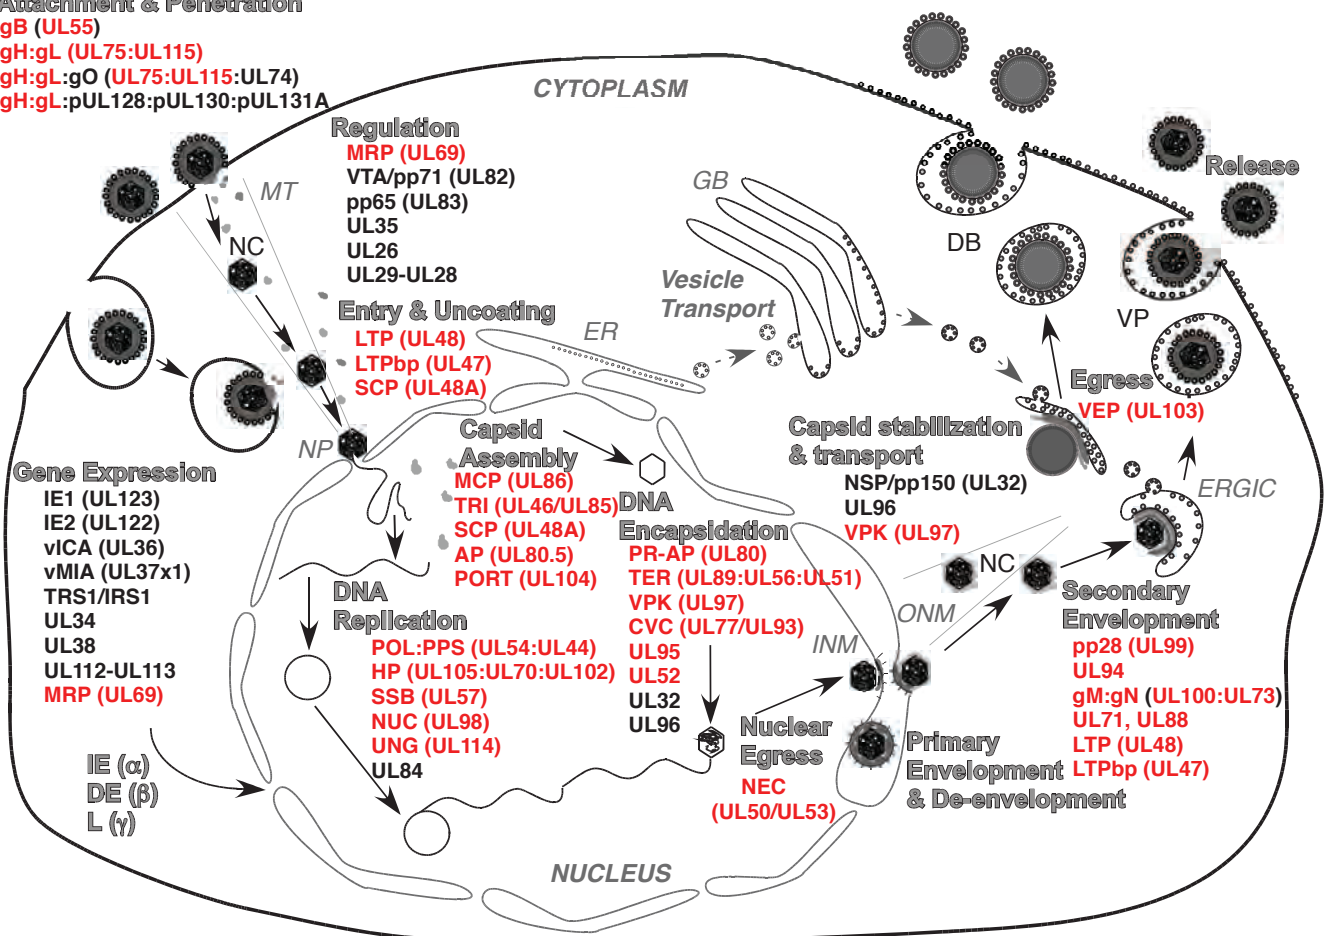 Attachment & Penetration
gB (UL55)
gH:gL (UL75:UL115)
gH:gL:gO (UL75:UL115:UL74)
gH:gL:pUL128:pUL130:pUL131A
CYTOPLASM
Regulation
MRP (UL69)
VTA/pp71 (UL82)
pp65 (UL83)
UL35
UL26
UL29-UL28
MT
NC
GB
Release
DB
VP
Vesicle
Transport
Entry & Uncoating
LTP (UL48)
LTPbp (UL47)
SCP (UL48A)
ER
Egress
VEP (UL103)
NP
Capsid
Assembly
MCP (UL86)
TRI (UL46/UL85)
SCP (UL48A)
AP (UL80.5)
PORT (UL104)
Capsid stabilization
& transport
NSP/pp150 (UL32)
UL96
VPK (UL97)
ERGIC
Gene Expression
IE1 (UL123)
IE2 (UL122)
vICA (UL36)
vMIA (UL37x1)
TRS1/IRS1
UL34
UL38
UL112-UL113
MRP (UL69)
DNA
Encapsidation
PR-AP (UL80)
TER (UL89:UL56:UL51)
VPK (UL97)
CVC (UL77/UL93)
UL95
UL52
UL32
UL96
NC
DNA
Replication
POL:PPS (UL54:UL44)
HP (UL105:UL70:UL102)
SSB (UL57)
NUC (UL98)
UNG (UL114)
UL84
ONM
INM
Secondary
Envelopment
pp28 (UL99)
UL94
gM:gN (UL100:UL73)
UL71, UL88
LTP (UL48)
LTPbp (UL47)
Nuclear
Egress
NEC
(UL50/UL53)
Primary
Envelopment
& De-envelopment
IE (α)
DE (β)
L (γ)
NUCLEUS